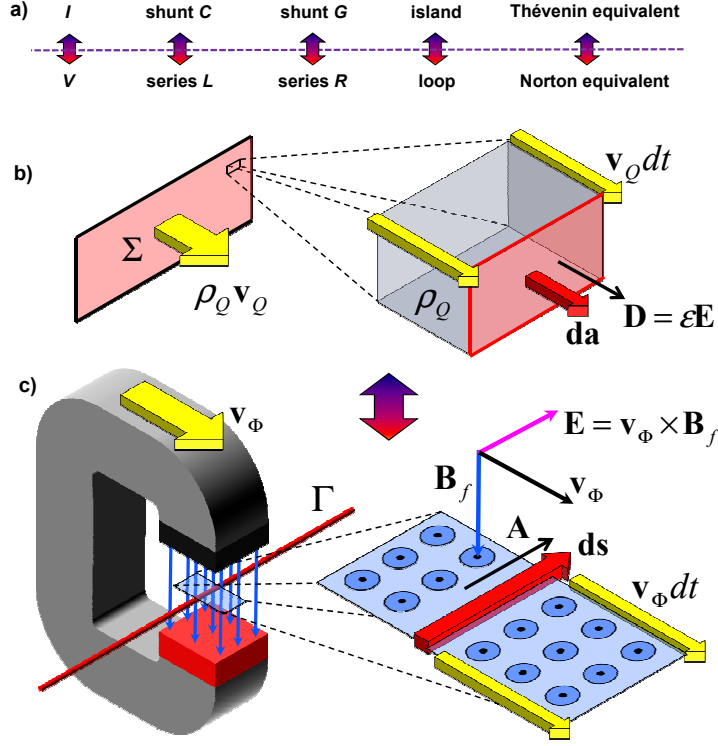 a)
I shunt C shunt G island Thévenin equivalent
V series L series R loop Norton equivalent
b)
v_Q dt
Σ
ρ_Q v_Q
ρ_Q
D = εE
da
c)
v_Φ
E = v_Φ × B_f
B_f
v_Φ
Γ
A
ds
v_Φ dt